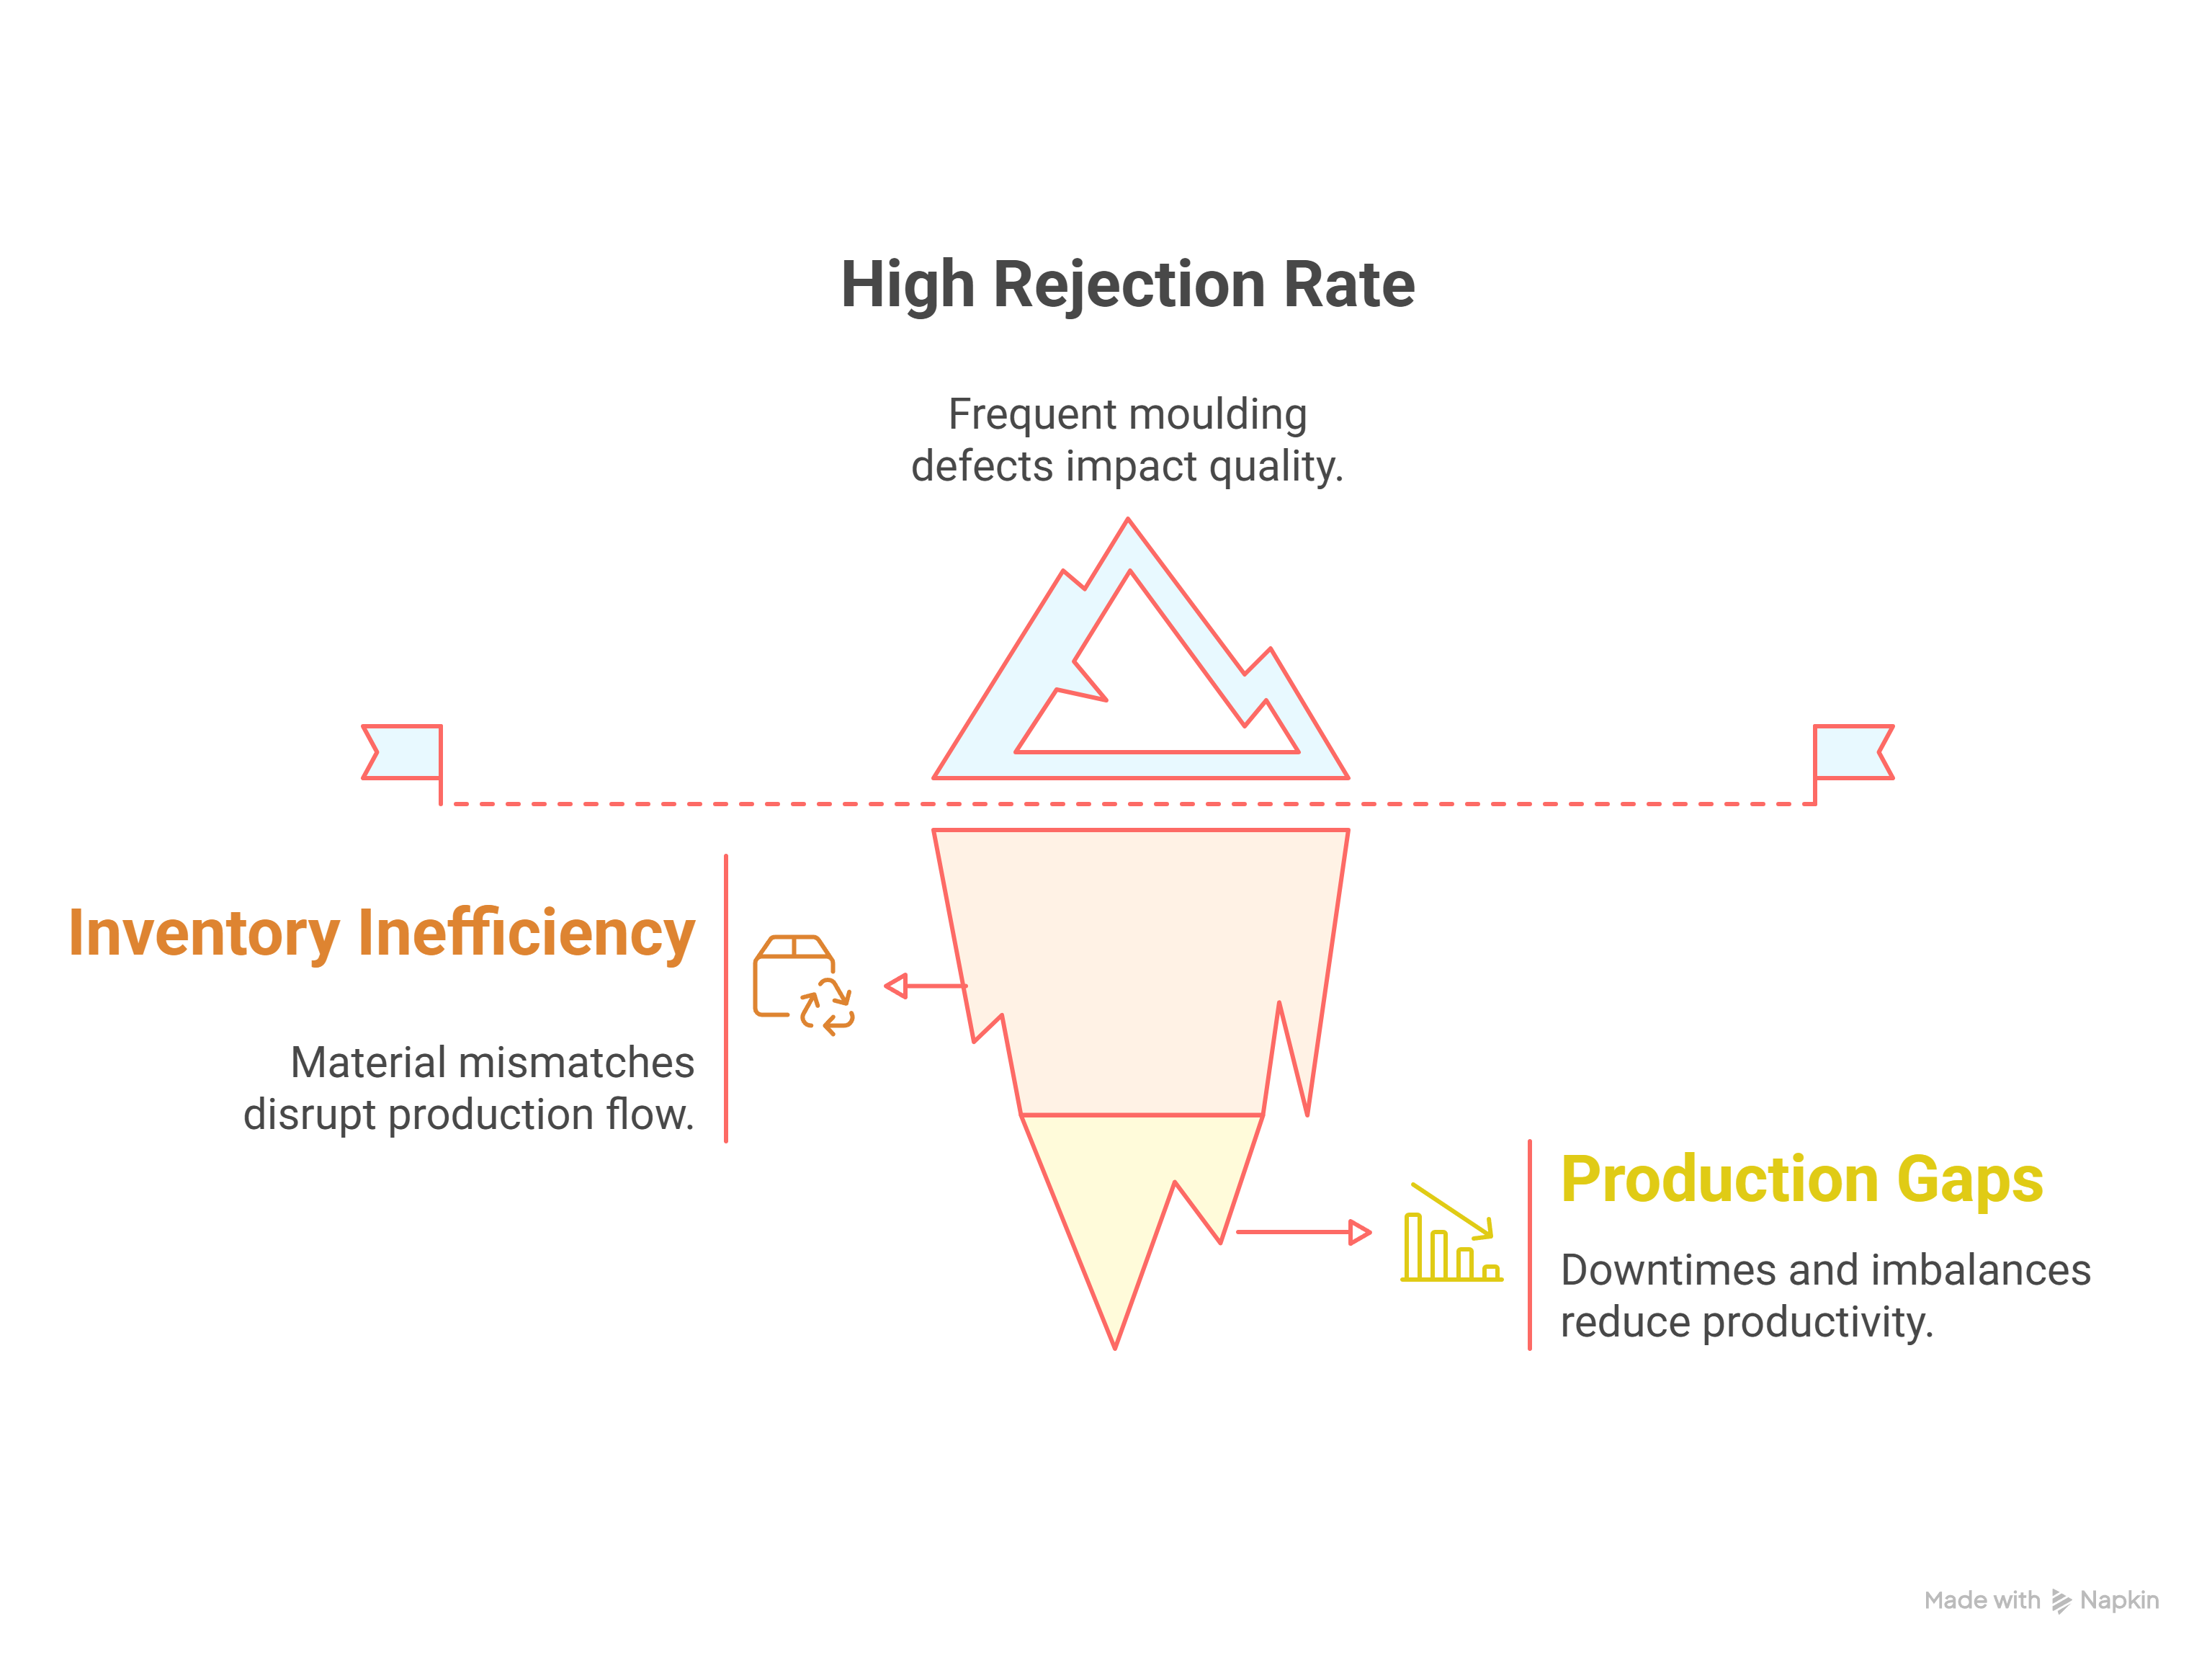 High Rejection Rate
Frequent moulding
defects impact quality.
Inventory Inefficiency
Material mismatches
disrupt production flow.
Production Gaps
Downtimes and imbalances
reduce productivity.
Made with Napkin